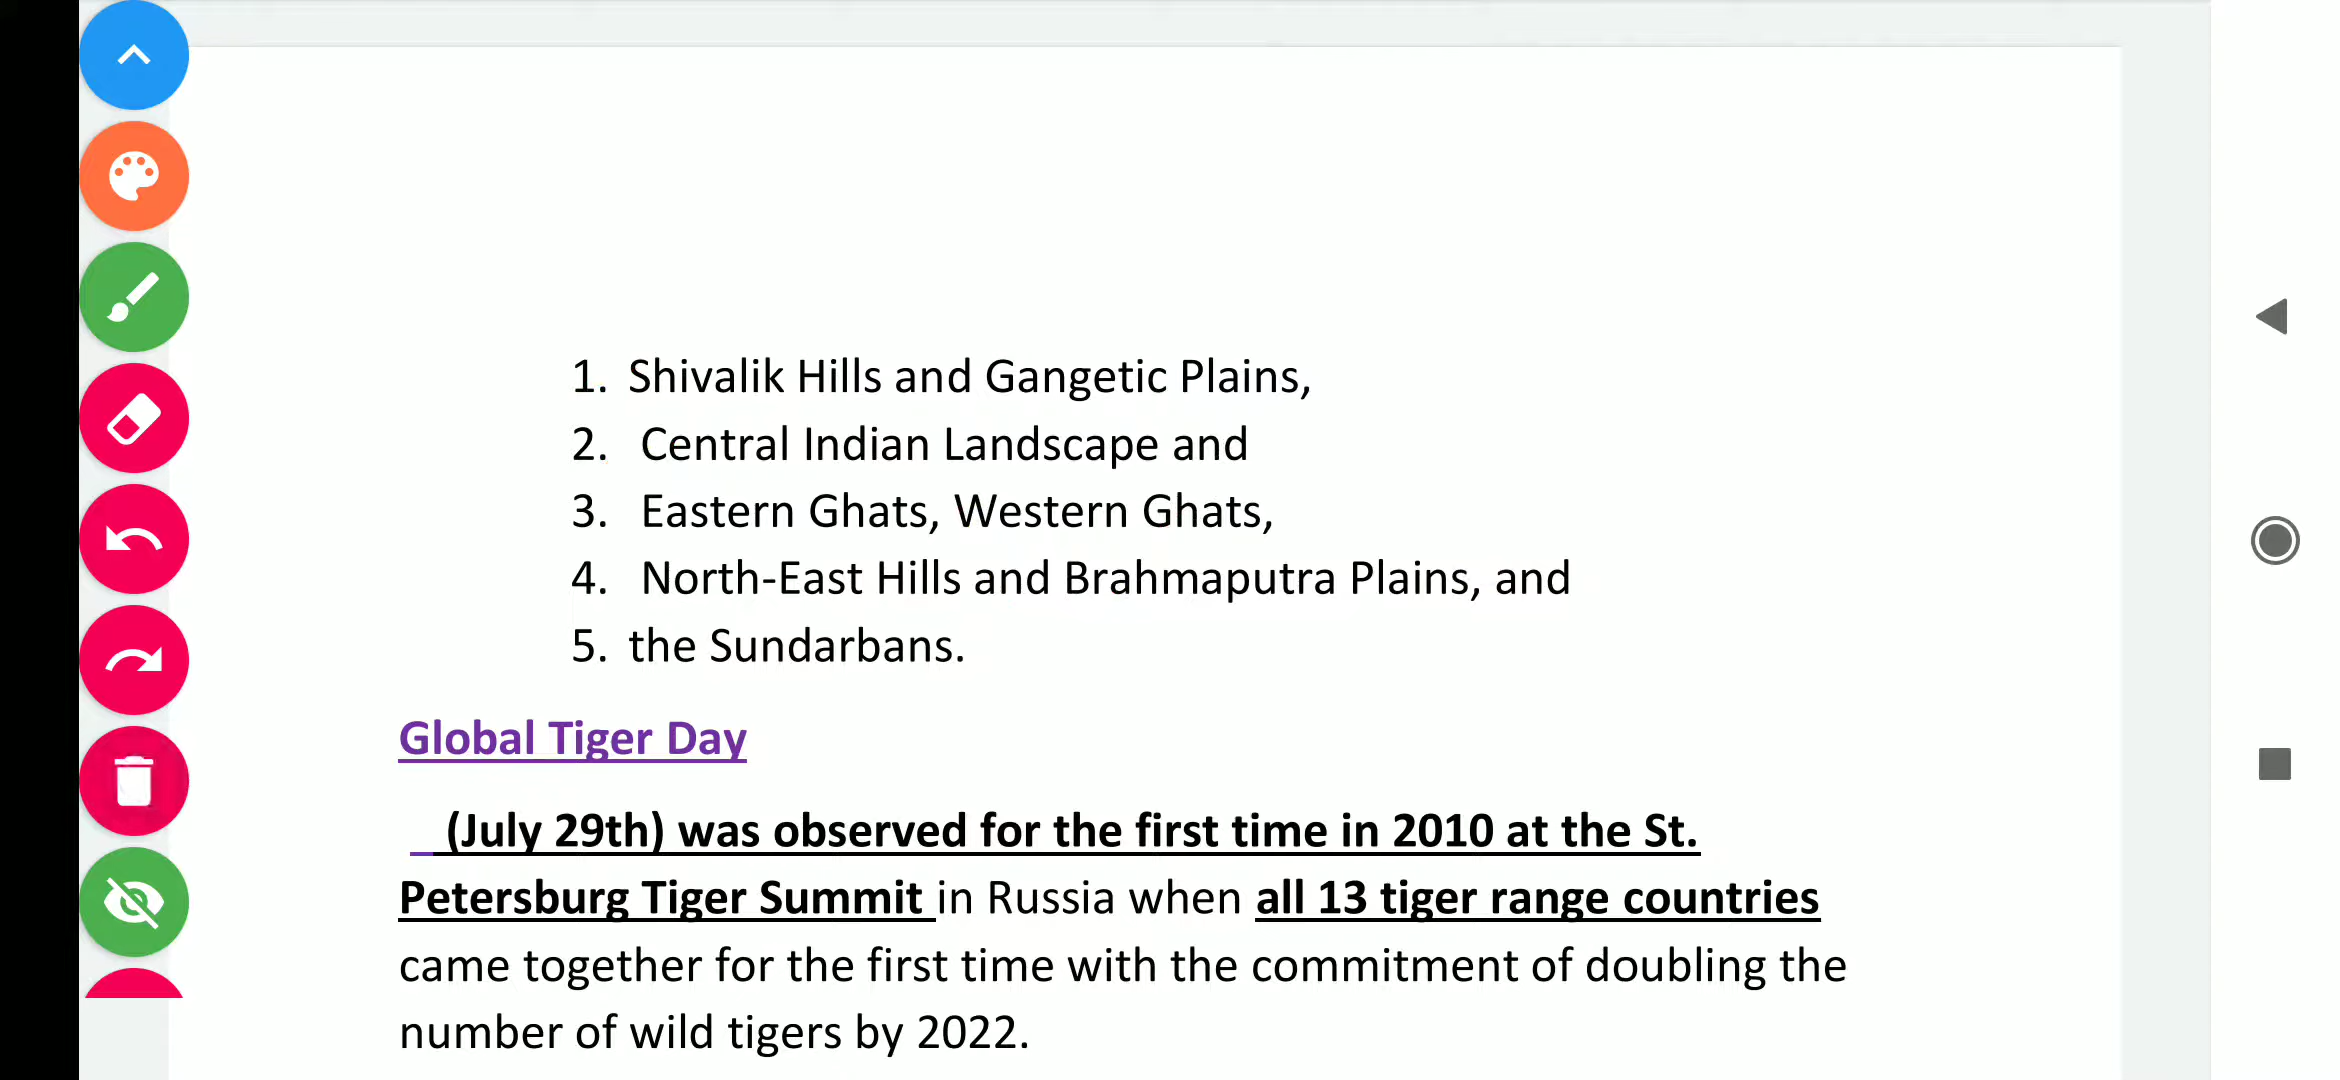 1. Shivalik Hills and Gangetic Plains,
2. Central Indian Landscape and
3. Eastern Ghats, Western Ghats,
4. North-East Hills and Brahmaputra Plains, and
5. the Sundarbans.
Global Tiger Day
(July 29th) was observed for the first time in 2010 at the St.
Petersburg Tiger Summit in Russia when all 13 tiger range countries
came together for the first time with the commitment of doubling the
number of wild tigers by 2022.